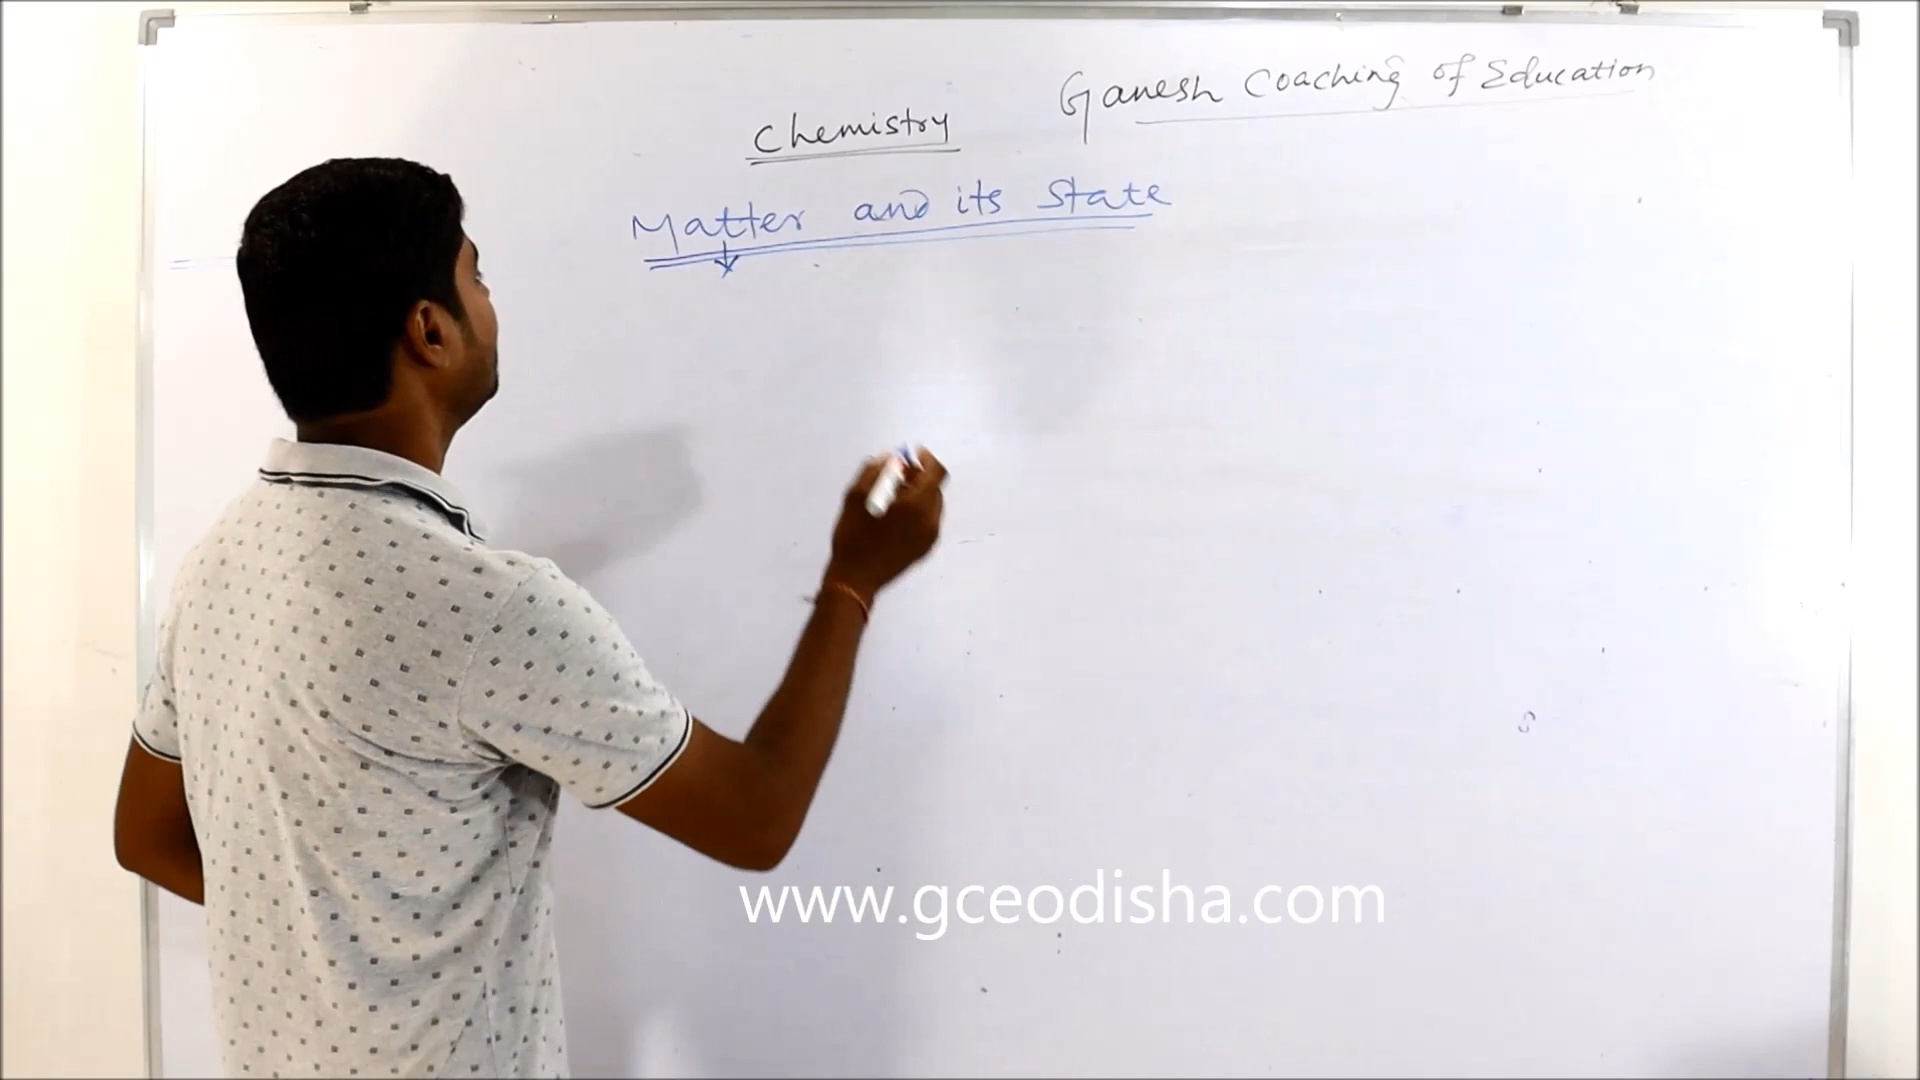 Ganesh Coaching of Education
Chemistry
Matter and its State
www.gceodisha.com